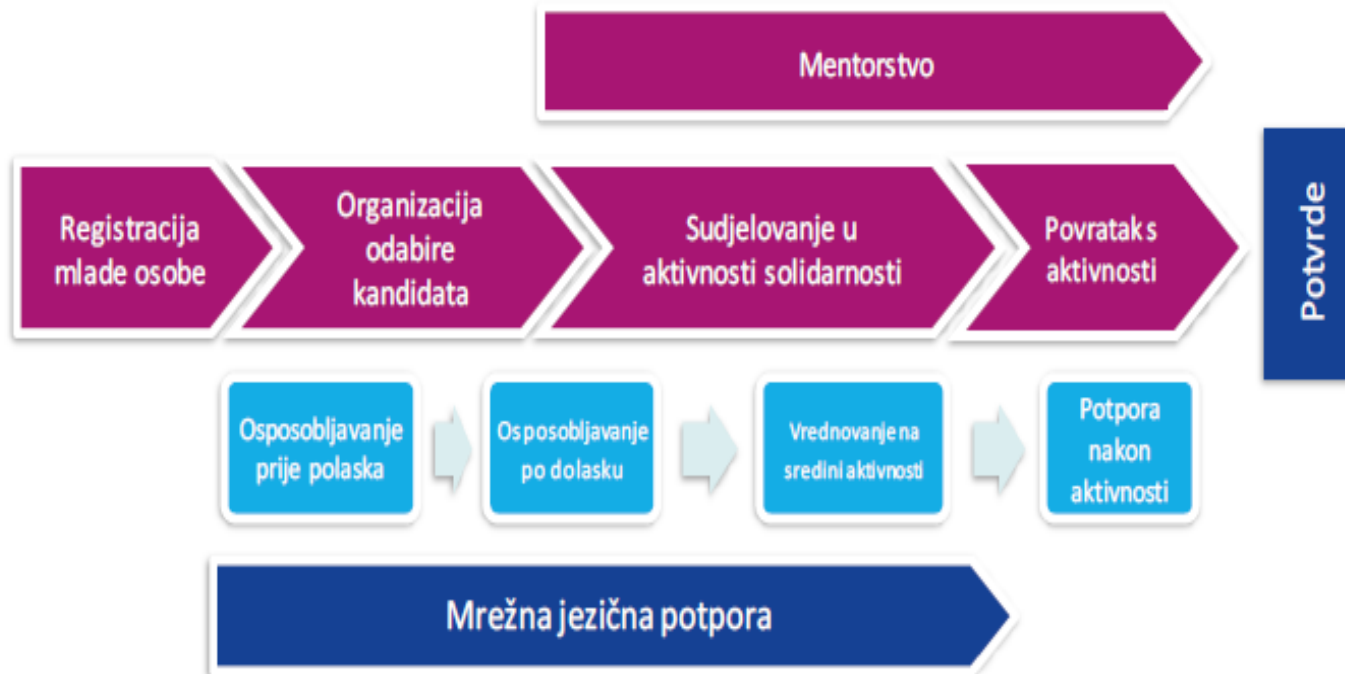 Mentorstvo
Registracija
mlade osobe
Organizacija
odabire
kandidata
Sudjelovanje u
aktivnosti solidarnosti
Povratak s
aktivnosti
Potvrde
Osposobljavanje
prije polaska
Osposobljavanje
po dolasku
Vrednovanje na
sredini aktivnosti
Potpora
nakon
aktivnosti
Mrežna jezična potpora